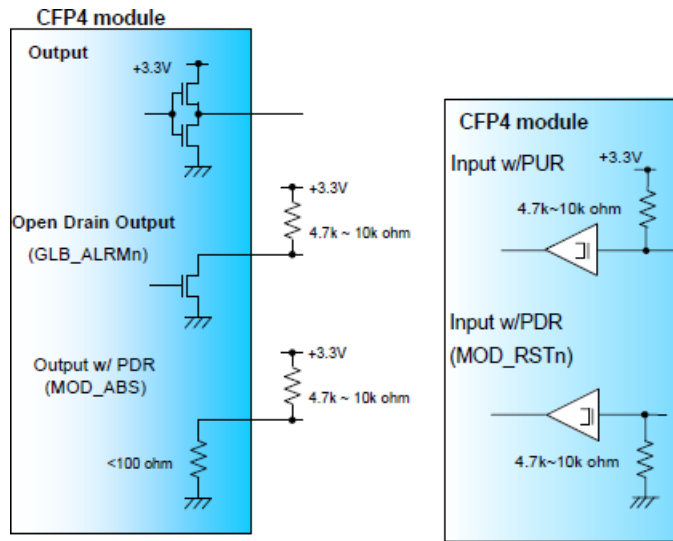 CFP4 module
Output
+3.3V
+3.3V
Open Drain Output
(GLB_ALRMn)
4.7k ~ 10k ohm
Output w/ PDR
(MOD_ABS)
+3.3V
4.7k ~ 10k ohm
<100 ohm
CFP4 module
Input w/PUR
+3.3V
4.7k~10k ohm
Input w/PDR
(MOD_RSTn)
4.7k~10k ohm